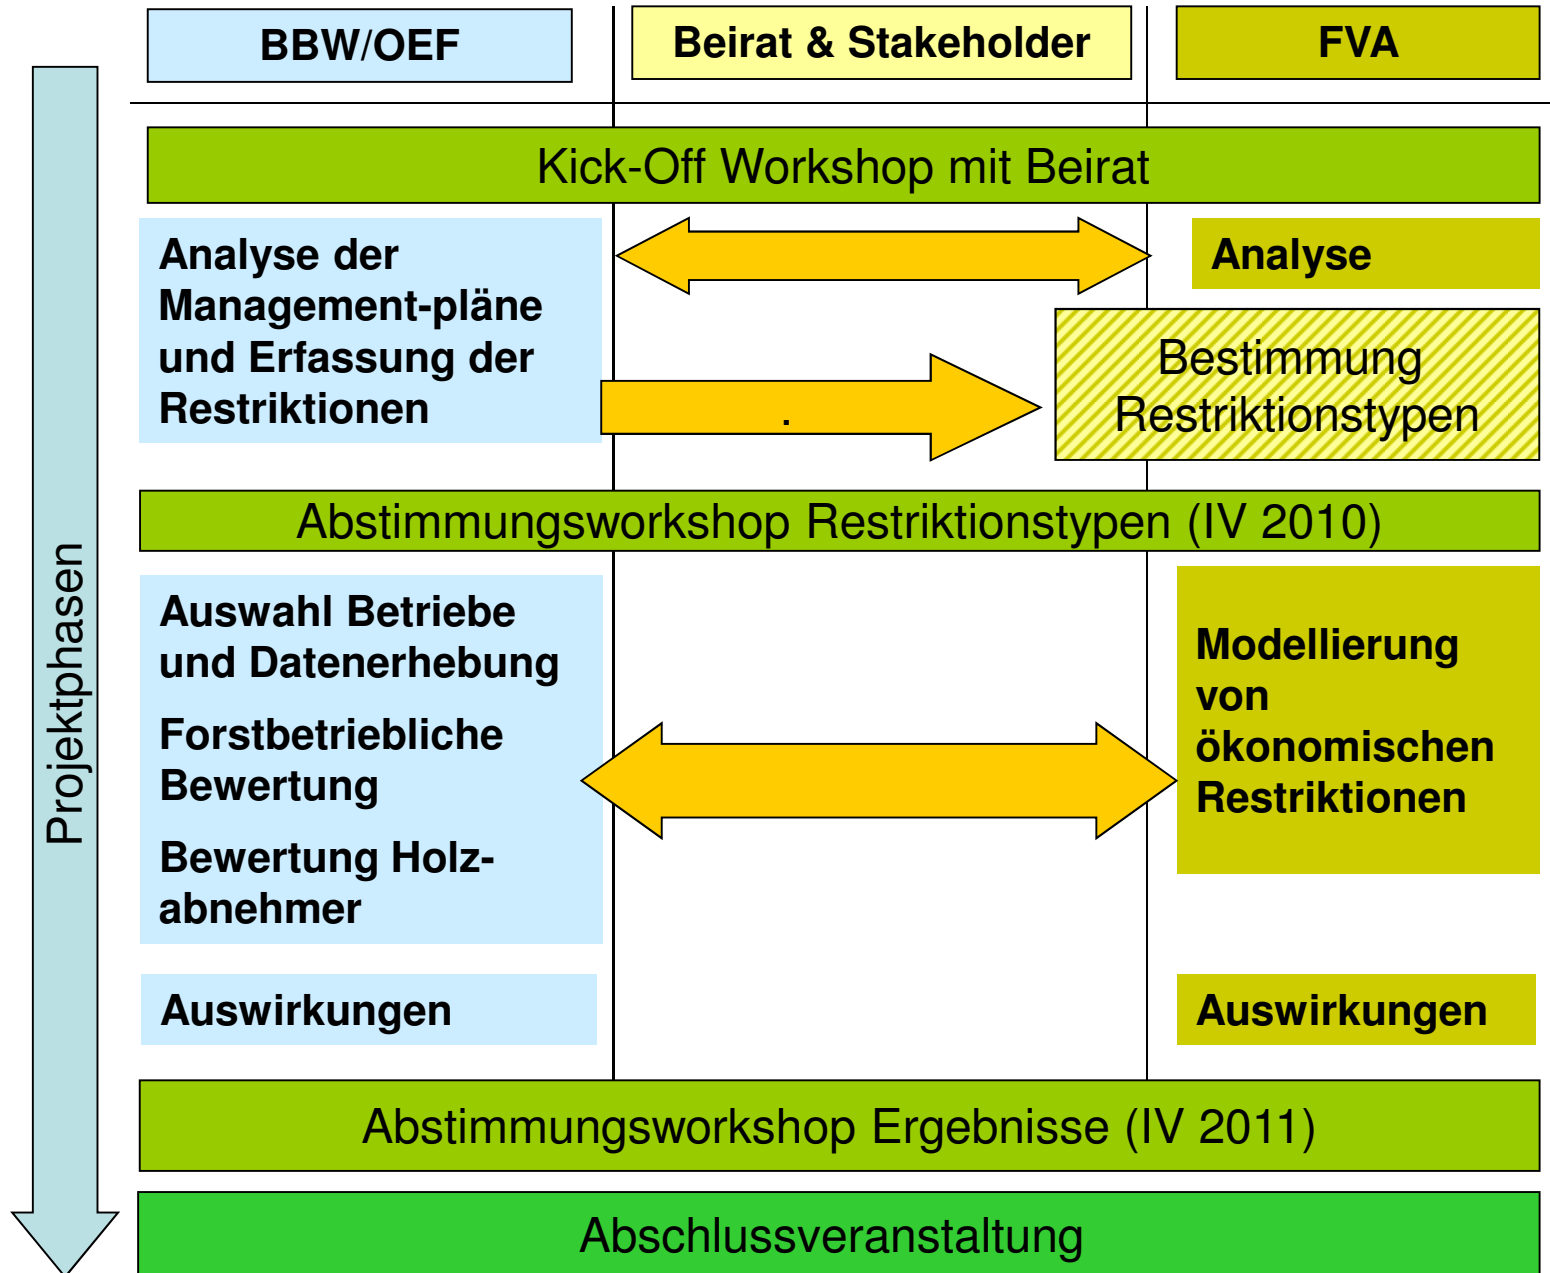 BBW/OEF
Beirat & Stakeholder
FVA
Projektphasen
Kick-Off Workshop mit Beirat
Analyse der
Management-pläne
und Erfassung der
Restriktionen
Analyse
.
Bestimmung
Restriktionstypen
Abstimmungsworkshop Restriktionstypen (IV 2010)
Auswahl Betriebe
und Datenerhebung
Forstbetriebliche
Bewertung
Bewertung Holz-
abnehmer
Modellierung
von
ökonomischen
Restriktionen
Auswirkungen
Auswirkungen
Abstimmungsworkshop Ergebnisse (IV 2011)
Abschlussveranstaltung